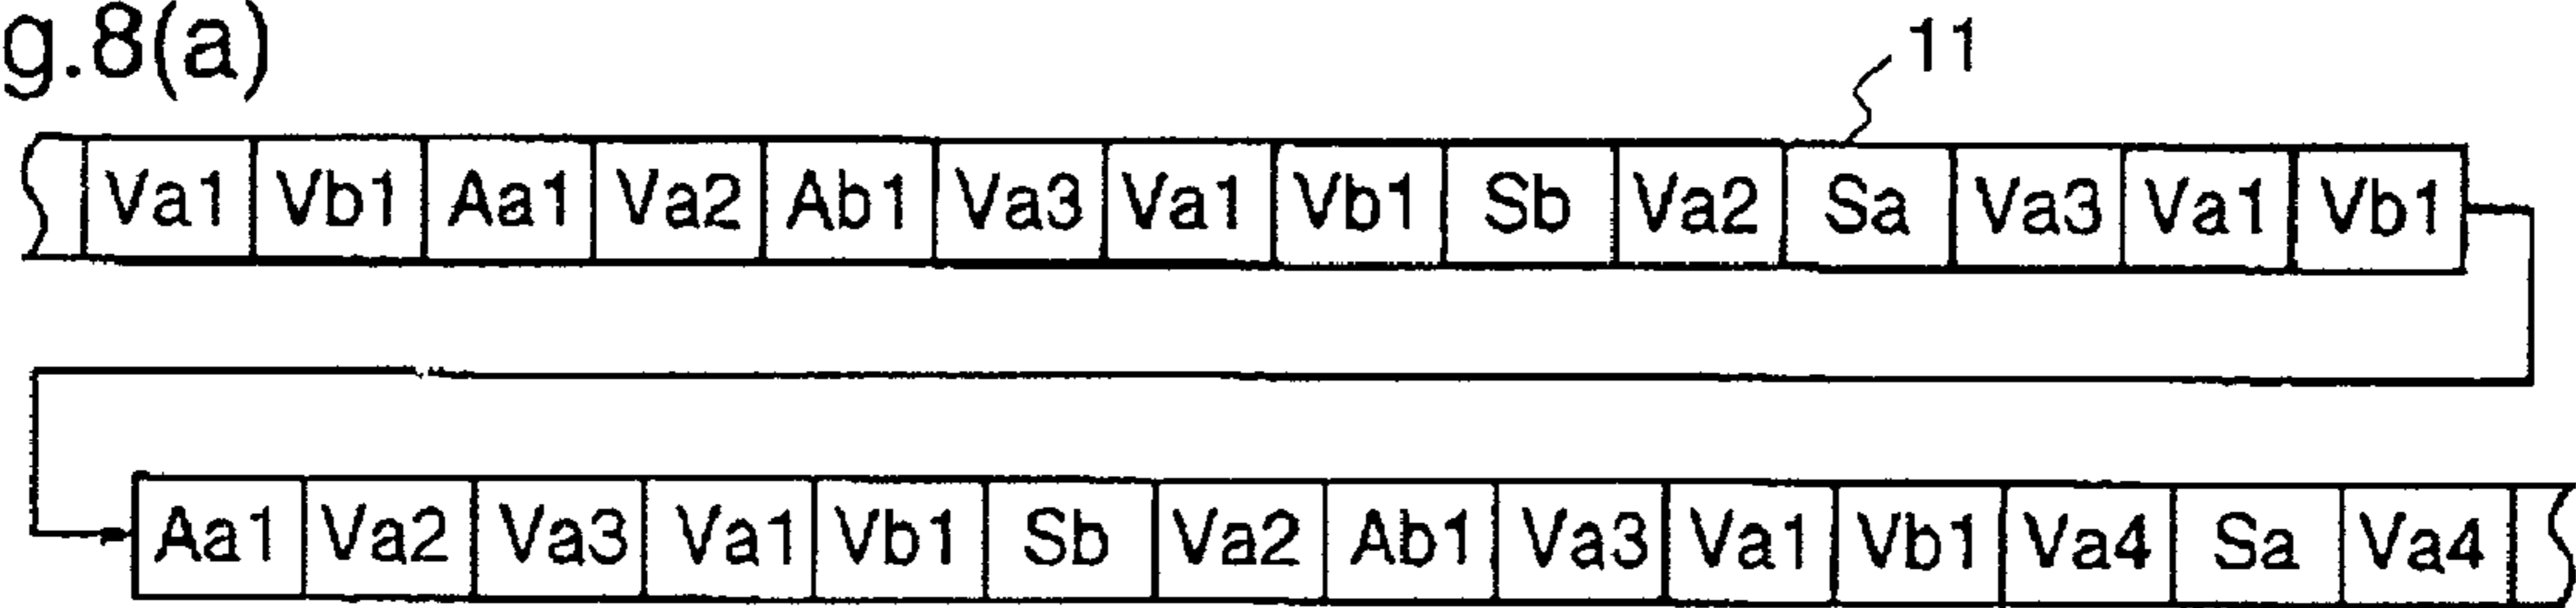 g.8(a)
11
Va1 Vb1 Aa1 Va2 Ab1 Va3 Va1 Vb1 Sb Va2 Sa Va3 Va1 Vb1
Aa1 Va2 Va3 Va1 Vb1 Sb Va2 Ab1 Va3 Va1 Vb1 Va4 Sa Va4